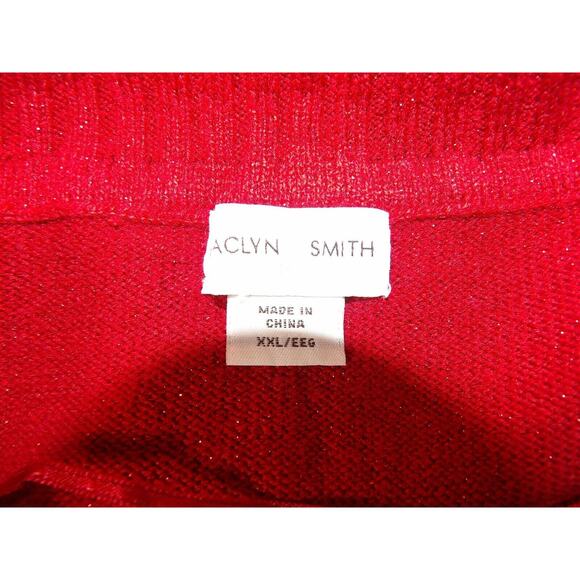 ACLYN SMITH
MADE IN
CHINA
XXL/EEG